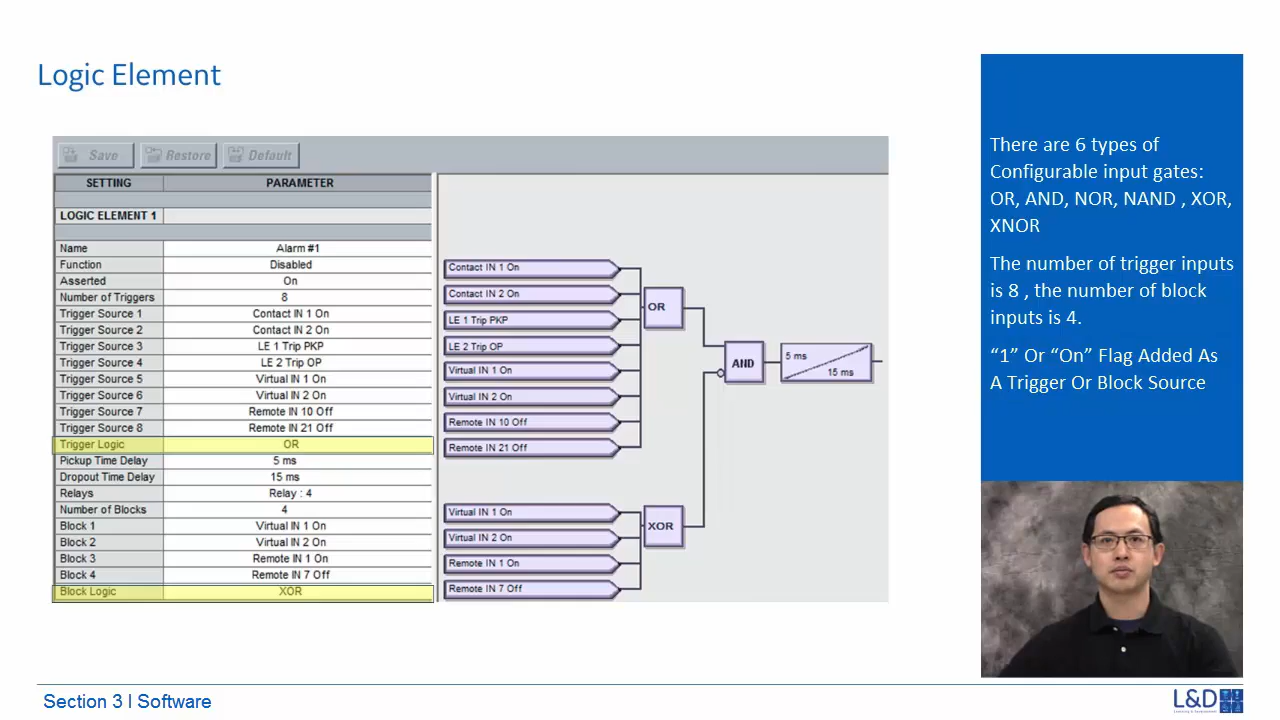 Logic Element
Save Restore Default
SETTING PARAMETER
LOGIC ELEMENT 1
Name Alarm #1
Function Disabled
Asserted On
Number of Triggers 8
Trigger Source 1 Contact IN 1 On
Trigger Source 2 Contact IN 2 On
Trigger Source 3 LE 1 Trip PKP
Trigger Source 4 LE 2 Trip OP
Trigger Source 5 Virtual IN 1 On
Trigger Source 6 Virtual IN 2 On
Trigger Source 7 Remote IN 10 Off
Trigger Source 8 Remote IN 21 Off
Trigger Logic OR
Pickup Time Delay 5 ms
Dropout Time Delay 15 ms
Relays Relay : 4
Number of Blocks 4
Block 1 Virtual IN 1 On
Block 2 Virtual IN 2 On
Block 3 Remote IN 1 On
Block 4 Remote IN 7 Off
Block Logic XOR
Contact IN 1 On
Contact IN 2 On
LE 1 Trip PKP
LE 2 Trip OP
Virtual IN 1 On
Virtual IN 2 On
Remote IN 10 Off
Remote IN 21 Off
OR
AND
5 ms
15 ms
Virtual IN 1 On
Virtual IN 2 On
Remote IN 1 On
Remote IN 7 Off
XOR
There are 6 types of
Configurable input gates:
OR, AND, NOR, NAND , XOR,
XNOR
The number of trigger inputs
is 8 , the number of block
inputs is 4.
“1” Or “On” Flag Added As
A Trigger Or Block Source
Section 3 l Software
L&D